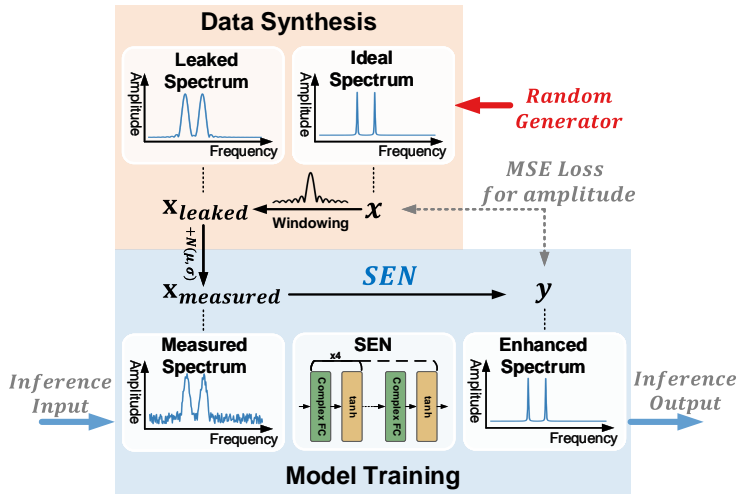 Data Synthesis
Leaked
Spectrum
Amplitude
Frequency
Ideal
Spectrum
Amplitude
Frequency
Random
Generator
MSE Loss
for amplitude
x_leaked
Windowing
x
+N(μ, σ)
x_measured
SEN
y
Measured
Spectrum
Amplitude
Frequency
SEN
x4
Complex FC
tanh
Complex FC
tanh
Enhanced
Spectrum
Amplitude
Frequency
Inference
Input
Inference
Output
Model Training